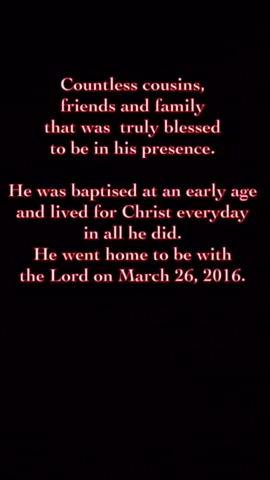 Countless cousins,
friends and family
that was truly blessed
to be in his presence.
He was baptised at an early age
and lived for Christ everyday
in all he did.
He went home to be with
the Lord on March 26, 2016.